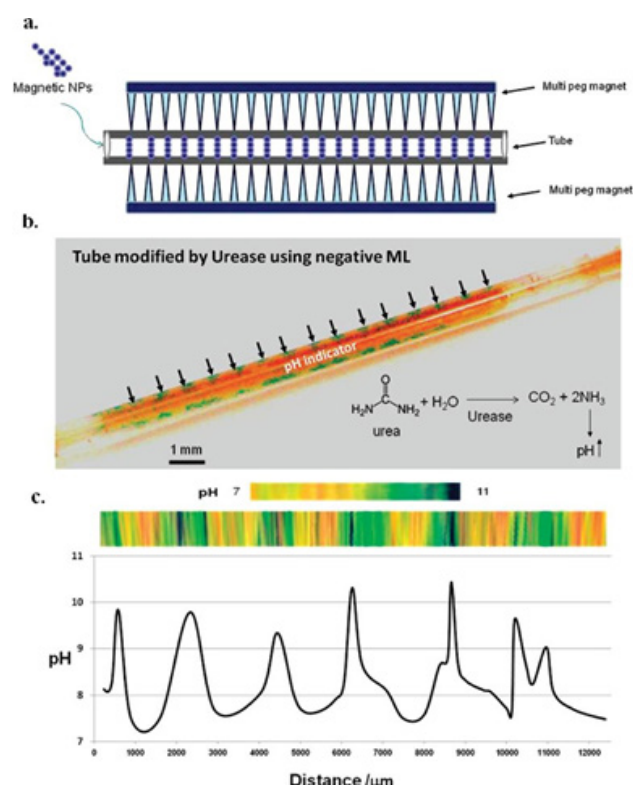 a.
Magnetic NPs
Multi peg magnet
Tube
Multi peg magnet
b.
Tube modified by Urease using negative ML
pH indicator
1 mm
O
H₂N NH₂ + H₂O → CO₂ + 2NH₃
urea
Urease
pH↑
c.
pH 7 11
11
10
9
8
7
pH
0 1000 2000 3000 4000 5000 6000 7000 8000 9000 10000 11000 12000
Distance /µm